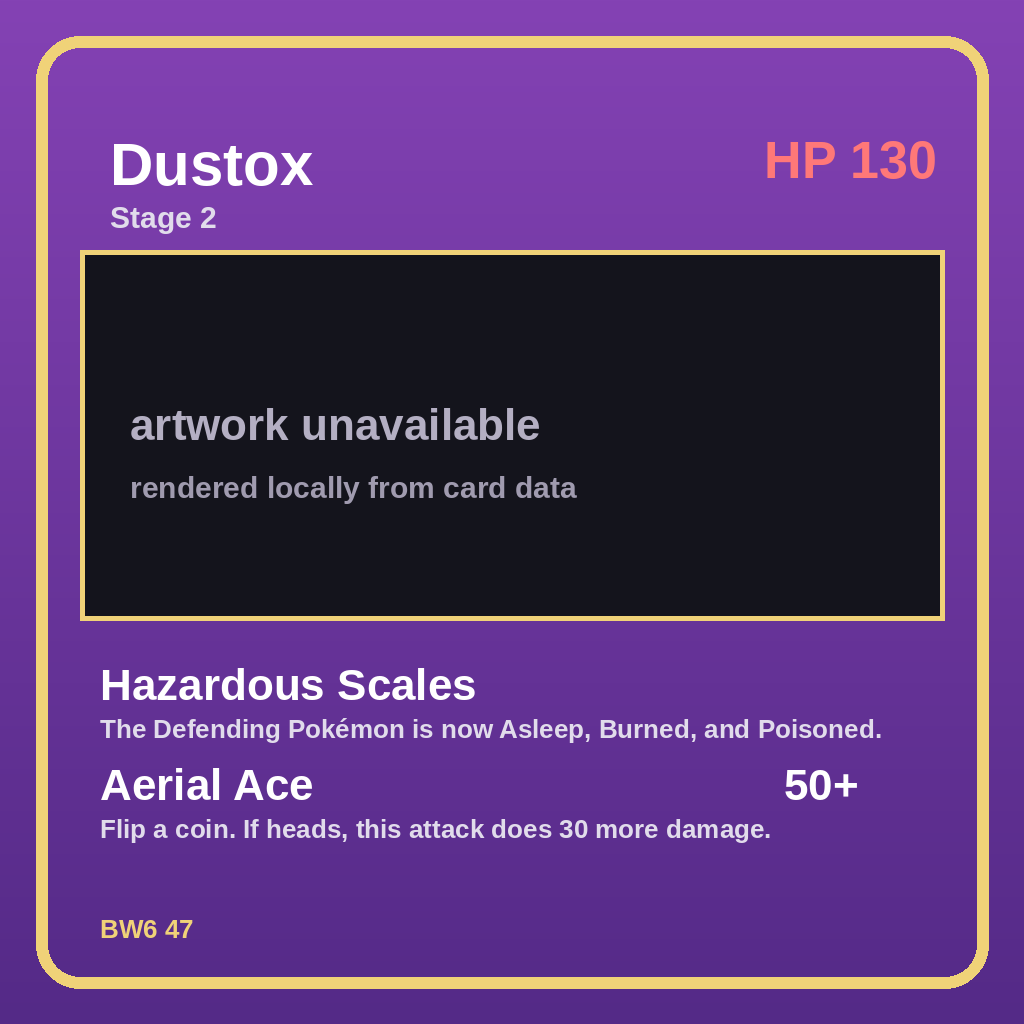 Dustox
HP 130
Stage 2
artwork unavailable
rendered locally from card data
Hazardous Scales
The Defending Pokémon is now Asleep, Burned, and Poisoned.
Aerial Ace
50+
Flip a coin. If heads, this attack does 30 more damage.
BW6 47